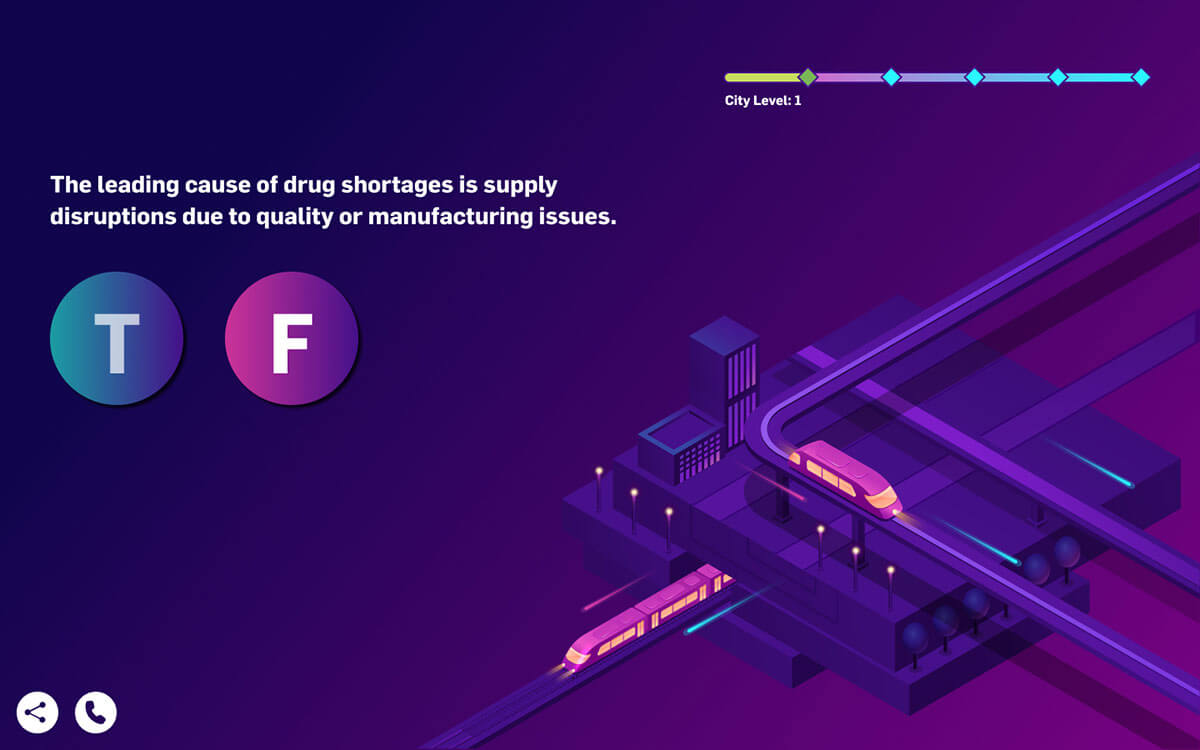 City Level: 1
The leading cause of drug shortages is supply
disruptions due to quality or manufacturing issues.
T F